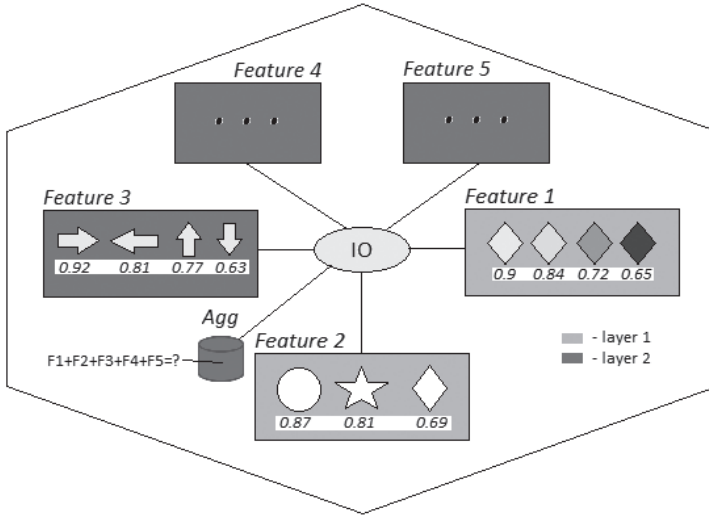 Feature 4
Feature 5
Feature 3
Feature 1
0.92 0.81 0.77 0.63
IO
0.9 0.84 0.72 0.65
Agg
Feature 2
F1+F2+F3+F4+F5=?
- layer 1
- layer 2
0.87 0.81 0.69